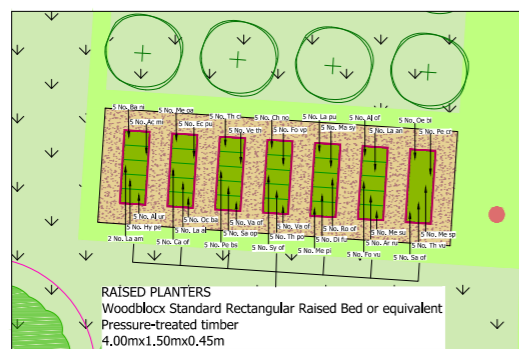 5 No. Ba ni
5 No. Me oa
5 No. Th ci
5 No. Ch no
5 No. La pu
5 No. Al of
5 No. Oe bi
5 No. Ac mi
5 No. Ec pu
5 No. Ve th
5 No. Fo vp
5 No. Ma sy
5 No. La an
5 No. Pe cr
5 No. Al ur
5 No. Oc ba
5 No. Va of
5 No. Va of
5 No. Ro of
5 No. Me su
5 No. Me sp
5 No. Hy pe
5 No. La al
5 No. Sa op
5 No. Th po
5 No. Di fu
5 No. Ar ru
5 No. Th vu
2 No. La am
5 No. Ca of
5 No. Pe bs
5 No. Sy of
5 No. Me pi
5 No. Fo vu
5 No. Sa of
RAISED PLANTERS
Woodblocx Standard Rectangular Raised Bed or equivalent
Pressure-treated timber
4.00mx1.50mx0.45m